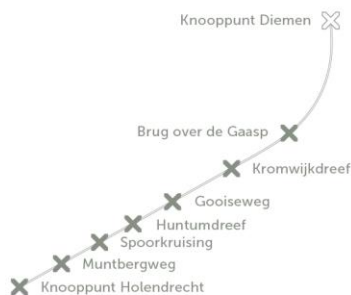 Knooppunt Diemen
Brug over de Gaasp
Kromwijkdreef
Gooiseweg
Huntumdreef
Spoorkruising
Muntbergweg
Knooppunt Holendrecht